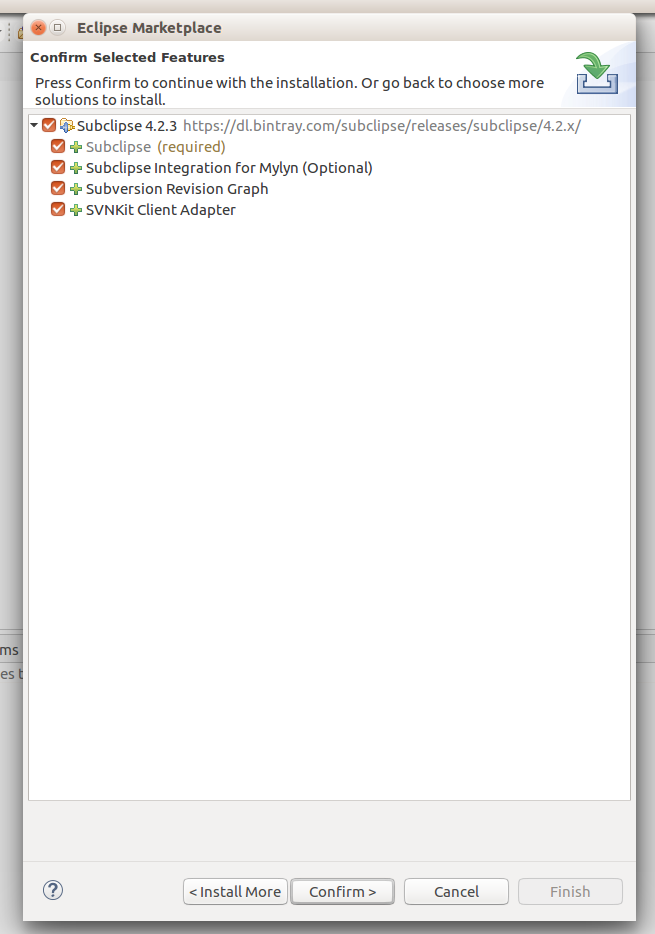 Eclipse Marketplace
Confirm Selected Features
Press Confirm to continue with the installation. Or go back to choose more
solutions to install.
Subclipse 4.2.3 https://dl.bintray.com/subclipse/releases/subclipse/4.2.x/
Subclipse (required)
Subclipse Integration for Mylyn (Optional)
Subversion Revision Graph
SVNKit Client Adapter
ms
es t
? < Install More Confirm > Cancel Finish